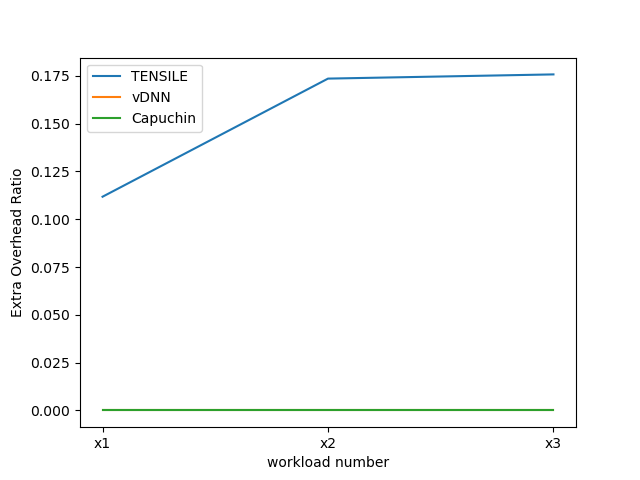 TENSILE
vDNN
Capuchin
0.175
0.150
0.125
0.100
0.075
0.050
0.025
0.000
Extra Overhead Ratio
x1 x2 x3
workload number